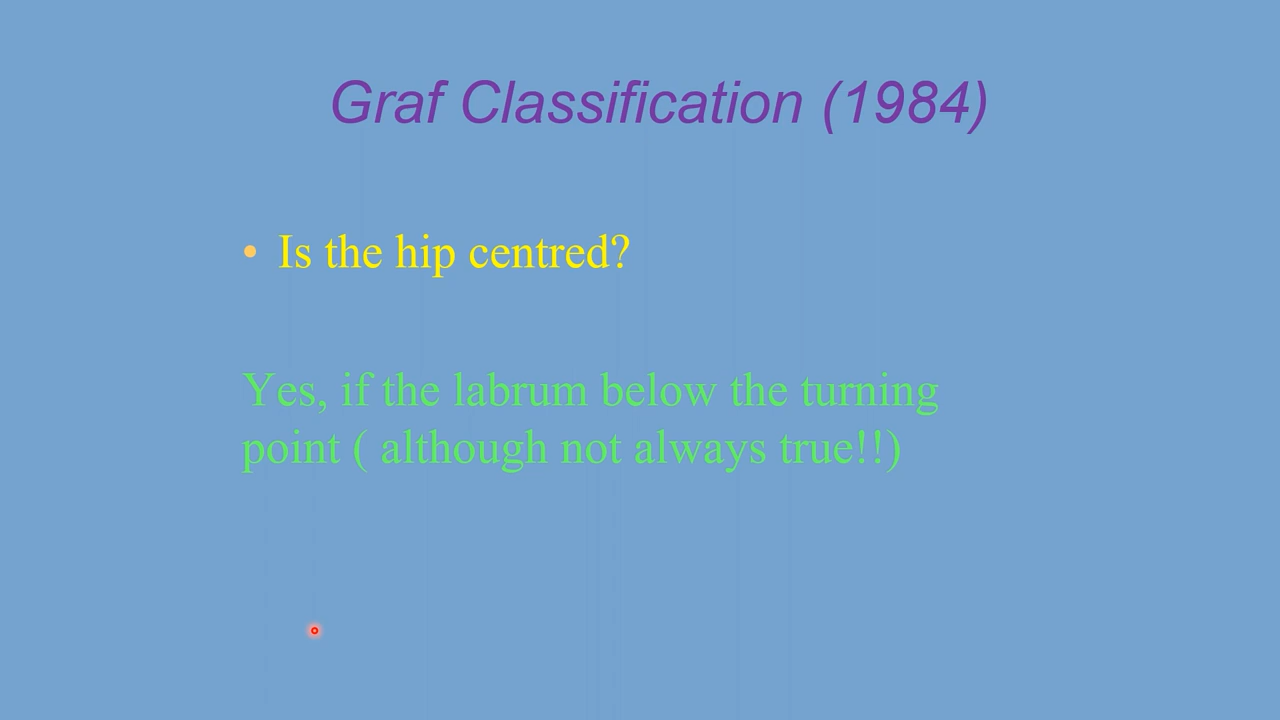 Graf Classification (1984)
• Is the hip centred?
Yes, if the labrum below the turning
point ( although not always true!!)